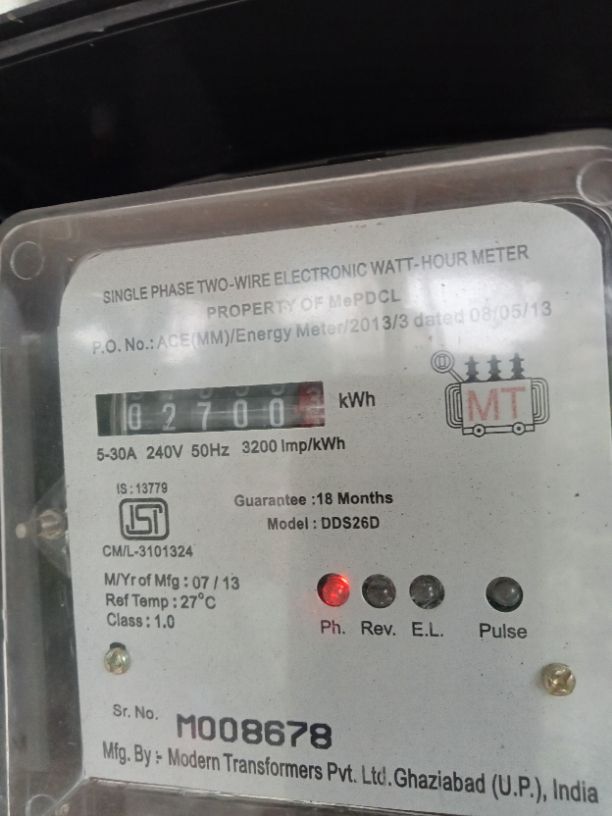 SINGLE PHASE TWO-WIRE ELECTRONIC WATT-HOUR METER
PROPERTY OF MePDCL
P.O. No.: ACE(MM)/Energy Meter/2013/3 dated 08/05/13
02700 kWh
MT
5-30A 240V 50Hz 3200 Imp/kWh
IS : 13779
Guarantee :18 Months
Model : DDS26D
CM/L-3101324
M/Yr of Mfg : 07 / 13
Ref Temp : 27°C
Class : 1.0
Ph. Rev. E.L. Pulse
Sr. No. M008678
Mfg. By :- Modern Transformers Pvt. Ltd. Ghaziabad (U.P.), India